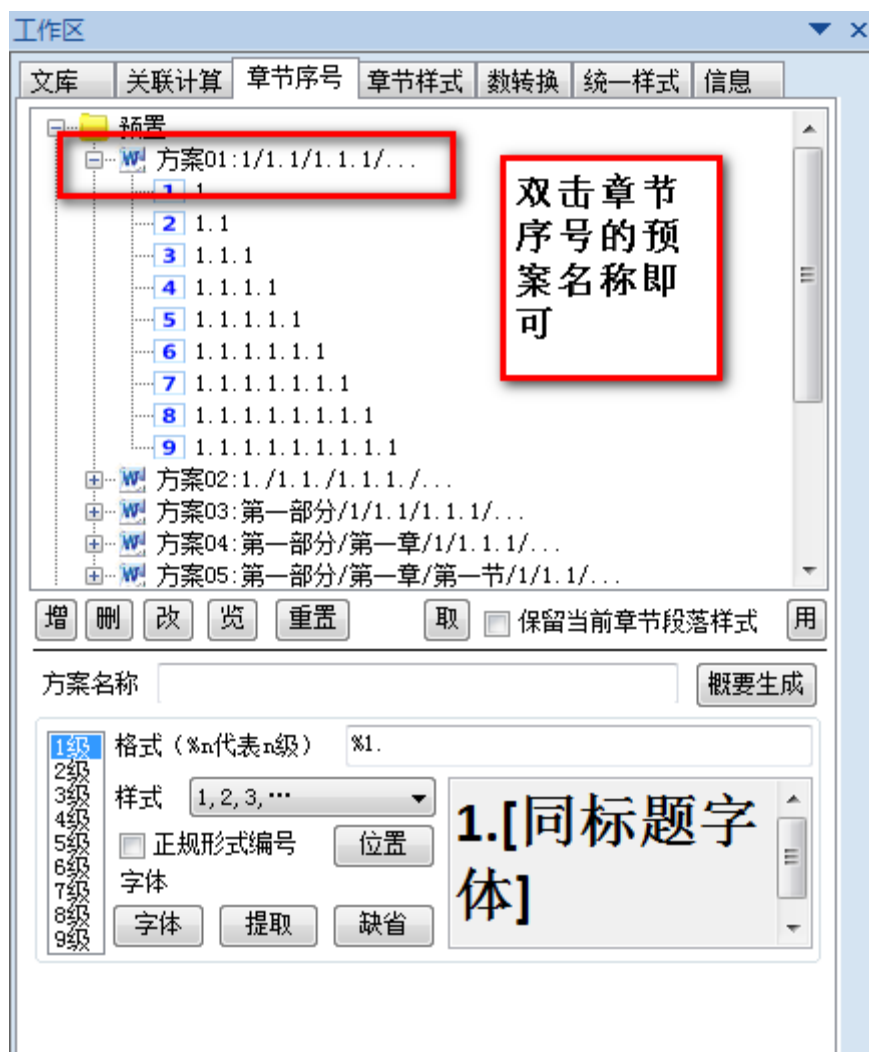 工作区
文库 关联计算 章节序号 章节样式 数转换 统一样式 信息
预置
方案01:1/1.1/1.1.1/...
1 1
2 1.1
3 1.1.1
4 1.1.1.1
5 1.1.1.1.1
6 1.1.1.1.1.1
7 1.1.1.1.1.1.1
8 1.1.1.1.1.1.1.1
9 1.1.1.1.1.1.1.1.1
方案02:1./1.1./1.1.1./...
方案03:第一部分/1/1.1/1.1.1/...
方案04:第一部分/第一章/1/1.1.1/...
方案05:第一部分/第一章/第一节/1/1.1/...
双击章节
序号的预
案名称即
可
增 删 改 览 重置 取 保留当前章节段落样式 用
方案名称 概要生成
1级
2级
3级
4级
5级
6级
7级
8级
9级
格式（%n代表n级） %1.
样式 1,2,3,…
正规形式编号 位置
字体
字体 提取 缺省
1.[同标题字
体]